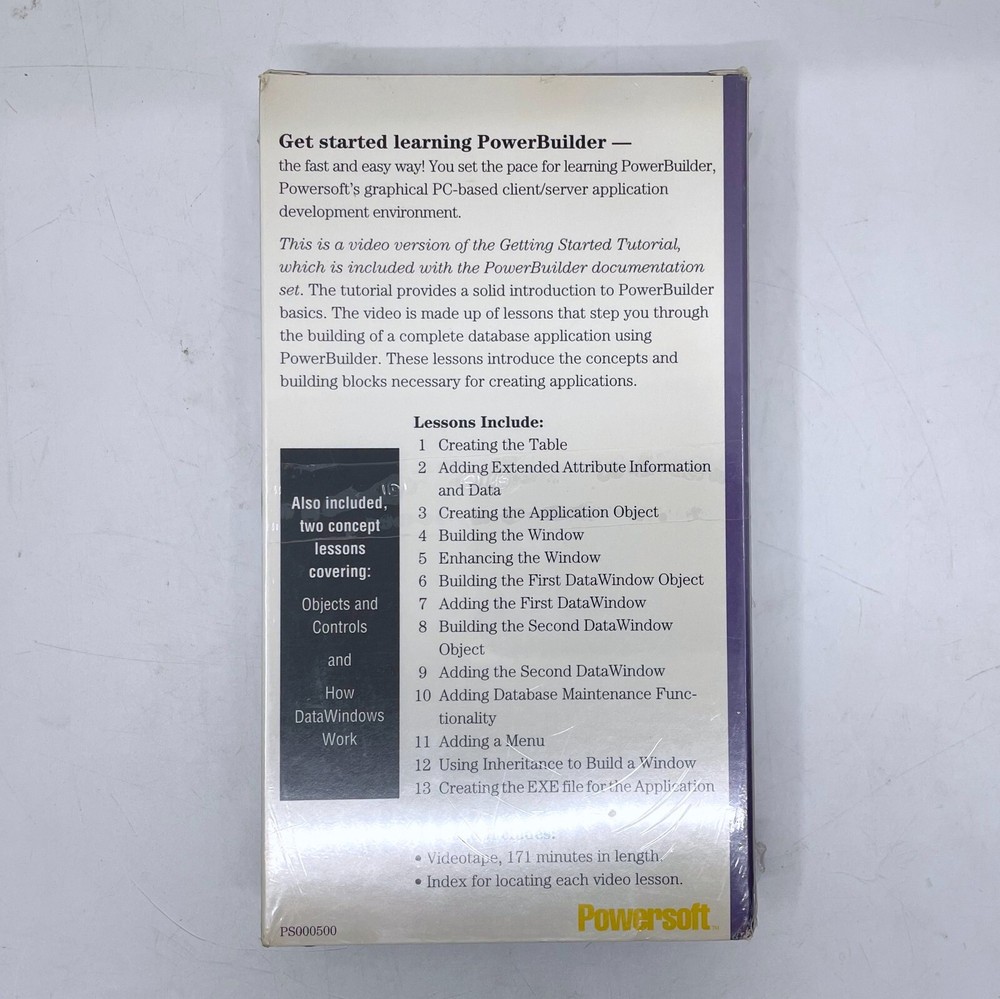 Get started learning PowerBuilder —
the fast and easy way! You set the pace for learning PowerBuilder,
Powersoft's graphical PC-based client/server application
development environment.
This is a video version of the Getting Started Tutorial,
which is included with the PowerBuilder documentation
set. The tutorial provides a solid introduction to PowerBuilder
basics. The video is made up of lessons that step you through
the building of a complete database application using
PowerBuilder. These lessons introduce the concepts and
building blocks necessary for creating applications.
Also included,
two concept
lessons
covering:
Objects and
Controls
and
How
DataWindows
Work
Lessons Include:
1 Creating the Table
2 Adding Extended Attribute Information
and Data
3 Creating the Application Object
4 Building the Window
5 Enhancing the Window
6 Building the First DataWindow Object
7 Adding the First DataWindow
8 Building the Second DataWindow
Object
9 Adding the Second DataWindow
10 Adding Database Maintenance Func-
tionality
11 Adding a Menu
12 Using Inheritance to Build a Window
13 Creating the EXE file for the Application
• Videotape, 171 minutes in length.
• Index for locating each video lesson.
Powersoft
PS000500